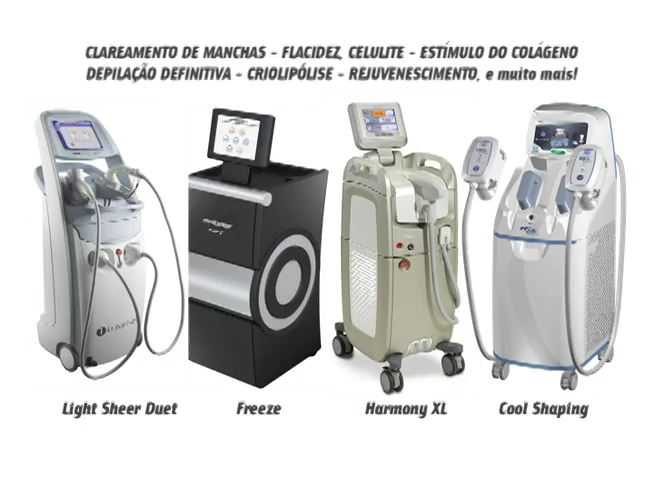 CLAREAMENTO DE MANCHAS - FLACIDEZ, CELULITE - ESTÍMULO DO COLÁGENO
DEPILAÇÃO DEFINITIVA - CRIOLIPÓLISE - REJUVENESCIMENTO, e muito mais!
Light Sheer Duet
Freeze
Harmony XL
Cool Shaping